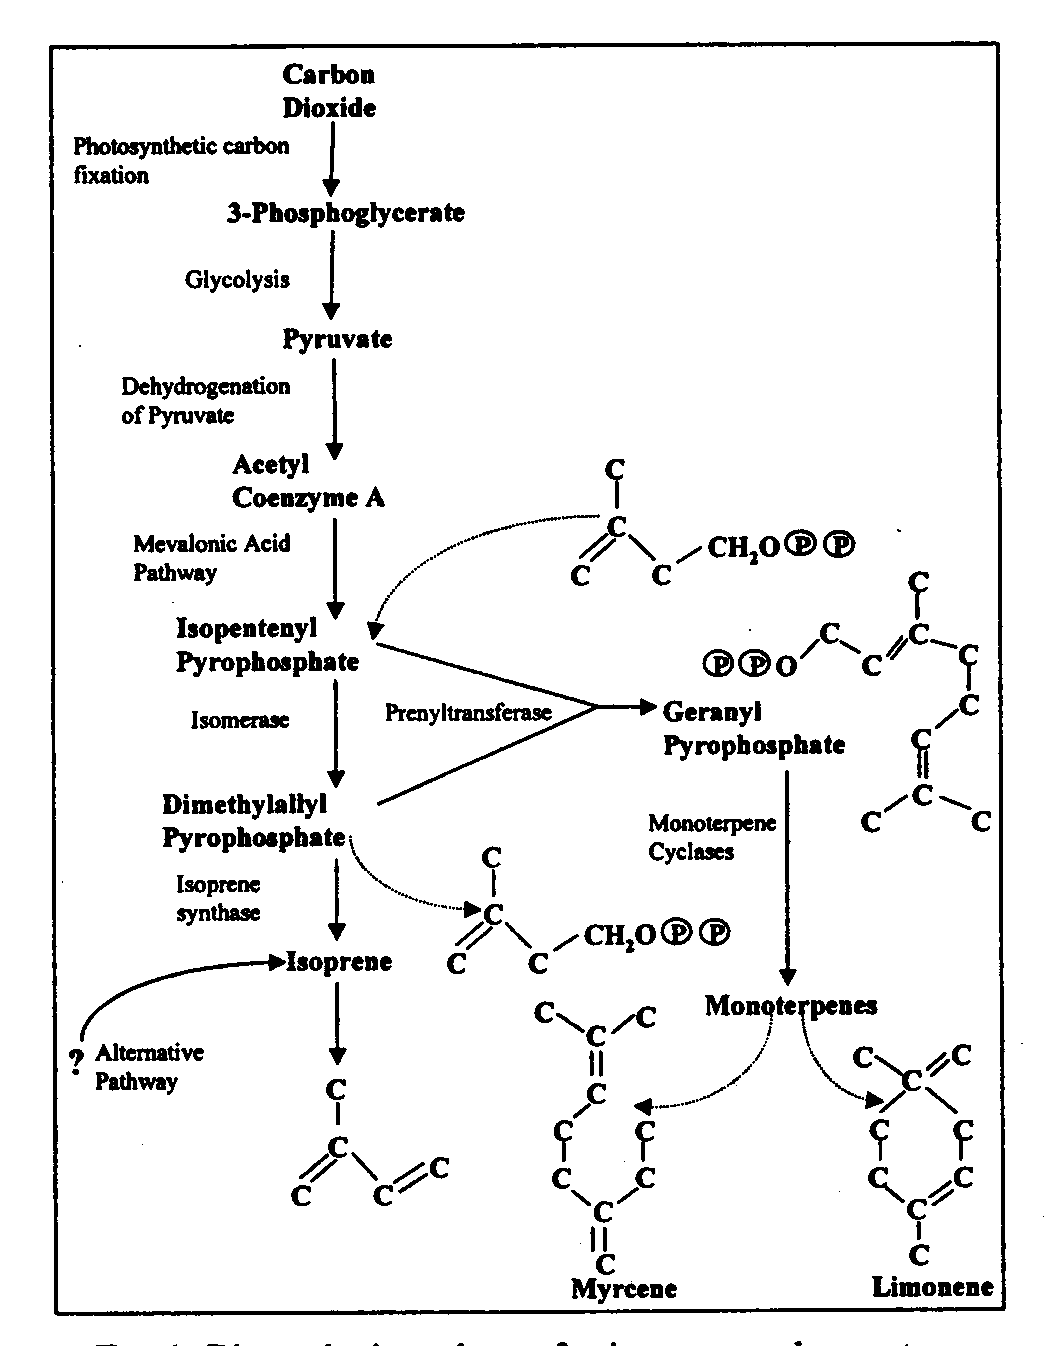 Carbon
Dioxide
Photosynthetic carbon
fixation
3-Phosphoglycerate
Glycolysis
Pyruvate
Dehydrogenation
of Pyruvate
Acetyl
Coenzyme A
Mevalonic Acid
Pathway
C
C
C
C
CH₂O Ⓟ Ⓟ
Isopentenyl
Pyrophosphate
Isomerase
Prenyltransferase
Geranyl
Pyrophosphate
Ⓟ Ⓟ O
C
C
C
C
C
C
C
C
C
C
Dimethylallyl
Pyrophosphate
Monoterpene
Cyclases
Isoprene
synthase
C
C
C
C
CH₂O Ⓟ Ⓟ
Isoprene
? Alternative
Pathway
C
C
C
C
C
Monoterpenes
C
C
C
C
C
C
C
C
C
C
Myrcene
C
C
C
C
C
C
C
C
C
C
Limonene